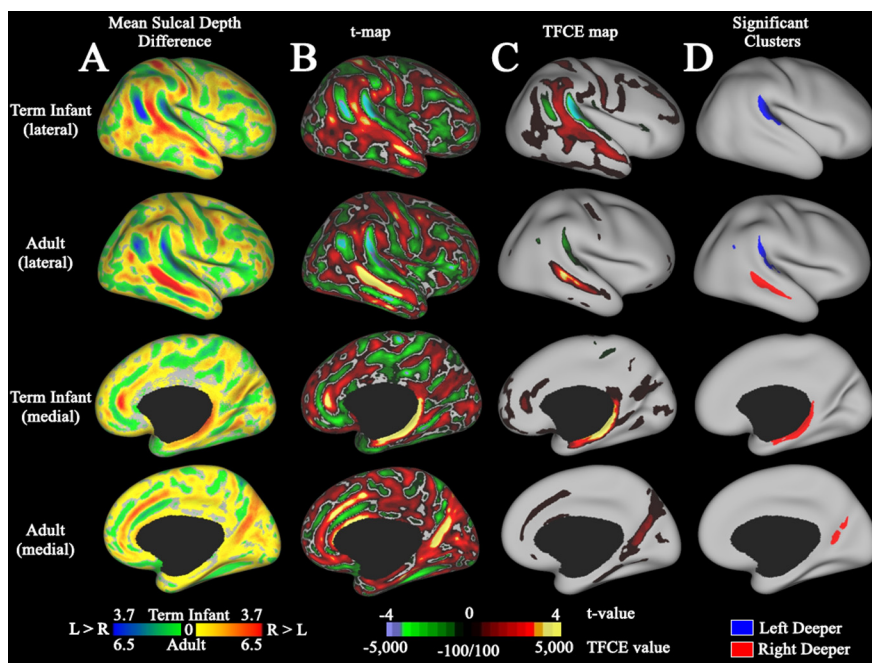 Mean Sulcal Depth
Difference
t-map
TFCE map
Significant
Clusters
A
B
C
D
Term Infant
(lateral)
Adult
(lateral)
Term Infant
(medial)
Adult
(medial)
3.7 Term Infant 3.7
L > R 0 R > L
6.5 Adult 6.5
-4 0 4 t-value
-5,000 -100/100 5,000 TFCE value
Left Deeper
Right Deeper